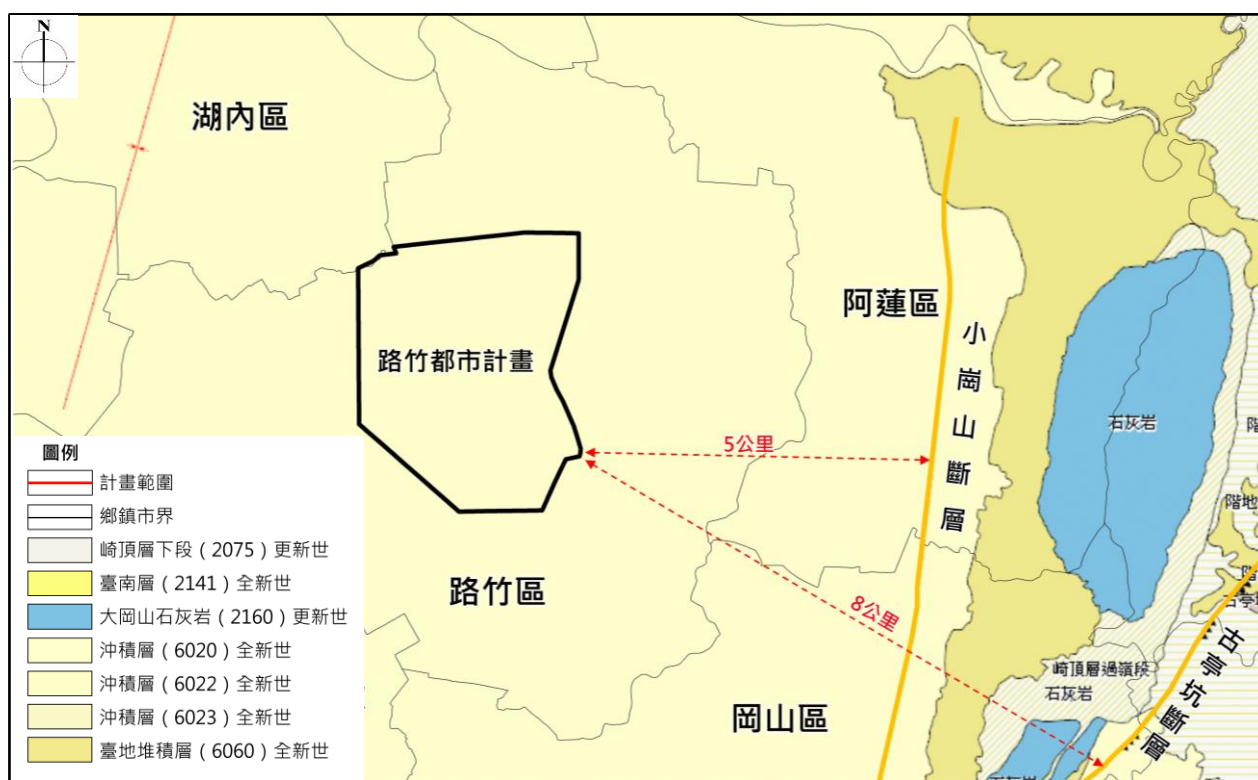 N
湖內區
阿蓮區
小崗山斷層
路竹都市計畫
石灰岩
5公里
圖例
計畫範圍
鄉鎮市界
崎頂層下段（2075）更新世
臺南層（2141）全新世
大岡山石灰岩（2160）更新世
沖積層（6020）全新世
沖積層（6022）全新世
沖積層（6023）全新世
臺地堆積層（6060）全新世
路竹區
8公里
岡山區
崎頂層過嶺段
石灰岩
古亭坑斷層
階地